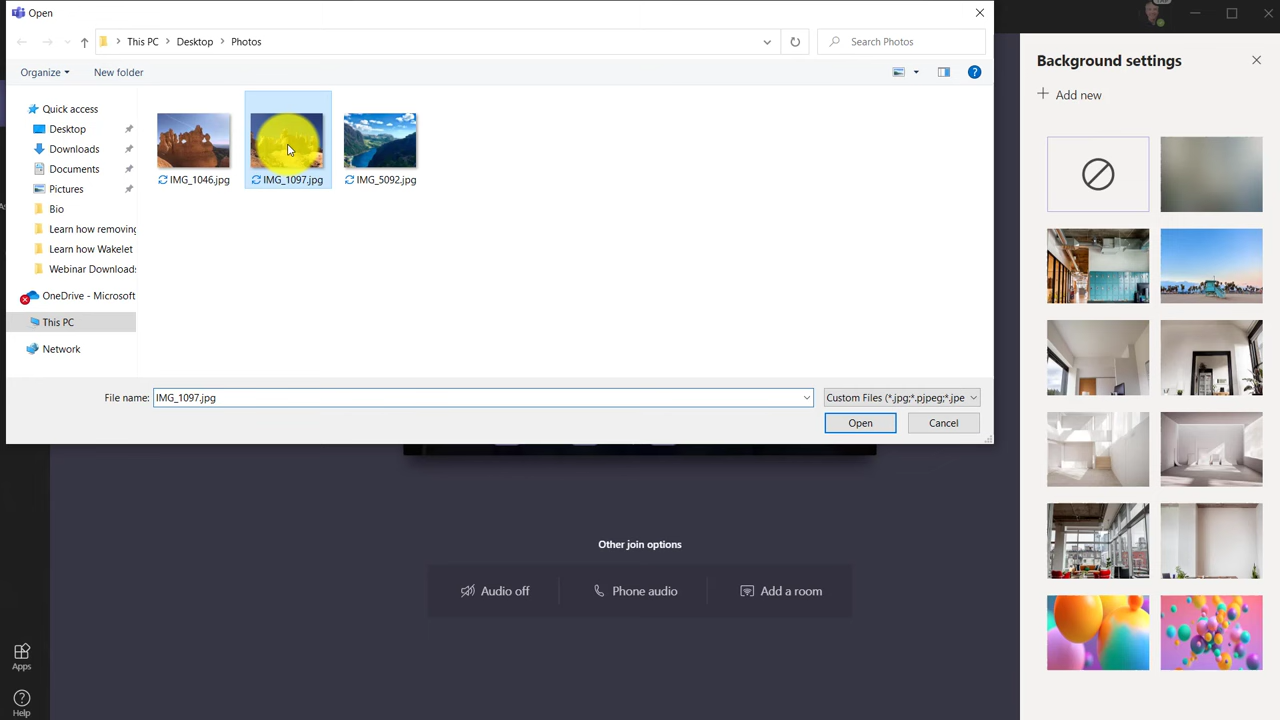 Open
This PC > Desktop > Photos
Search Photos
Organize
New folder
Background settings
+ Add new
Quick access
Desktop
Downloads
Documents
Pictures
Bio
Learn how removing
Learn how Wakelet
Webinar Downloads
OneDrive - Microsoft
This PC
Network
IMG_1046.jpg
IMG_1097.jpg
IMG_5092.jpg
File name: IMG_1097.jpg
Custom Files (*.jpg;*.pjpeg;*.jpe
Open
Cancel
Other join options
Audio off
Phone audio
Add a room
Apps
Help